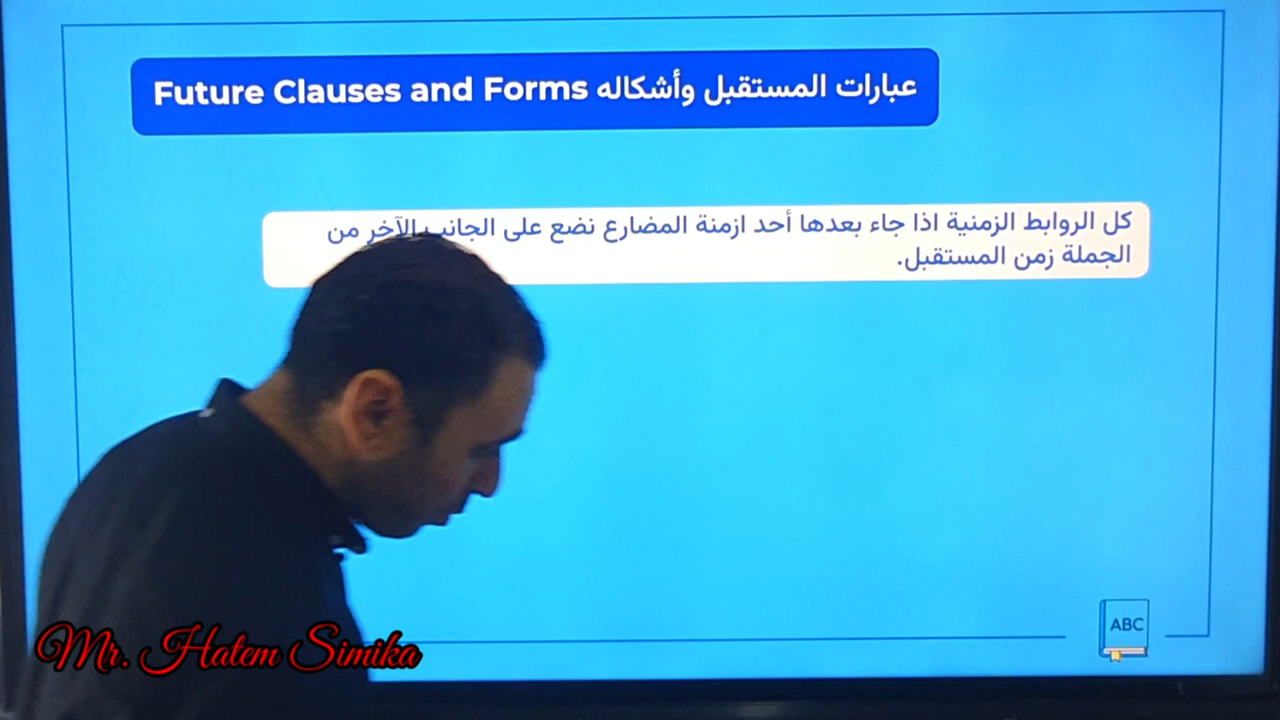 Future Clauses and Forms عبارات المستقبل وأشكاله
كل الروابط الزمنية اذا جاء بعدها أحد ازمنة المضارع نضع على الجانب الآخر من
الجملة زمن المستقبل.
ABC
Mr. Hatem Simika